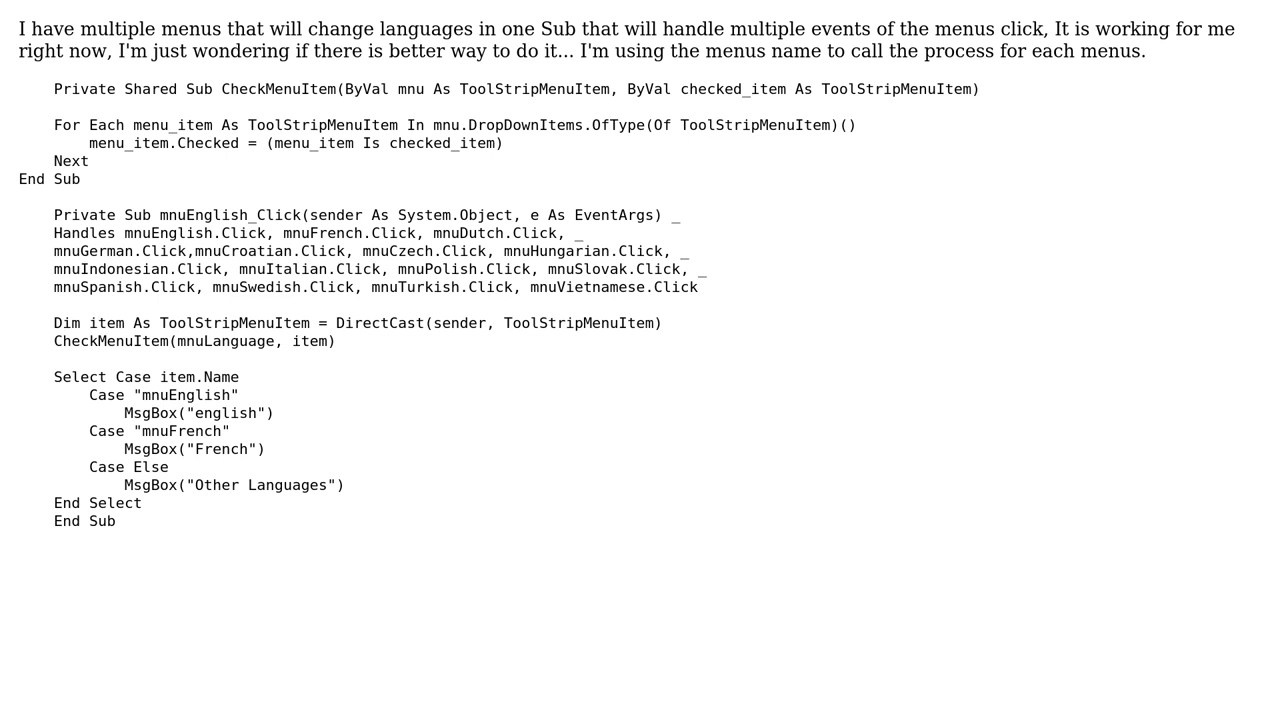 I have multiple menus that will change languages in one Sub that will handle multiple events of the menus click, It is working for me
right now, I'm just wondering if there is better way to do it... I'm using the menus name to call the process for each menus.
    Private Shared Sub CheckMenuItem(ByVal mnu As ToolStripMenuItem, ByVal checked_item As ToolStripMenuItem)
    For Each menu_item As ToolStripMenuItem In mnu.DropDownItems.OfType(Of ToolStripMenuItem)()
        menu_item.Checked = (menu_item Is checked_item)
    Next
End Sub
    Private Sub mnuEnglish_Click(sender As System.Object, e As EventArgs) _
    Handles mnuEnglish.Click, mnuFrench.Click, mnuDutch.Click, _
    mnuGerman.Click,mnuCroatian.Click, mnuCzech.Click, mnuHungarian.Click, _
    mnuIndonesian.Click, mnuItalian.Click, mnuPolish.Click, mnuSlovak.Click, _
    mnuSpanish.Click, mnuSwedish.Click, mnuTurkish.Click, mnuVietnamese.Click
    Dim item As ToolStripMenuItem = DirectCast(sender, ToolStripMenuItem)
    CheckMenuItem(mnuLanguage, item)
    Select Case item.Name
        Case "mnuEnglish"
            MsgBox("english")
        Case "mnuFrench"
            MsgBox("French")
        Case Else
            MsgBox("Other Languages")
    End Select
    End Sub